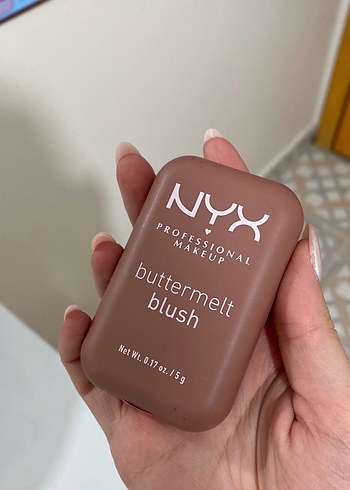 NYX
PROFESSIONAL
MAKEUP
buttermelt
blush
Net Wt. 0.17 oz. / 5 g